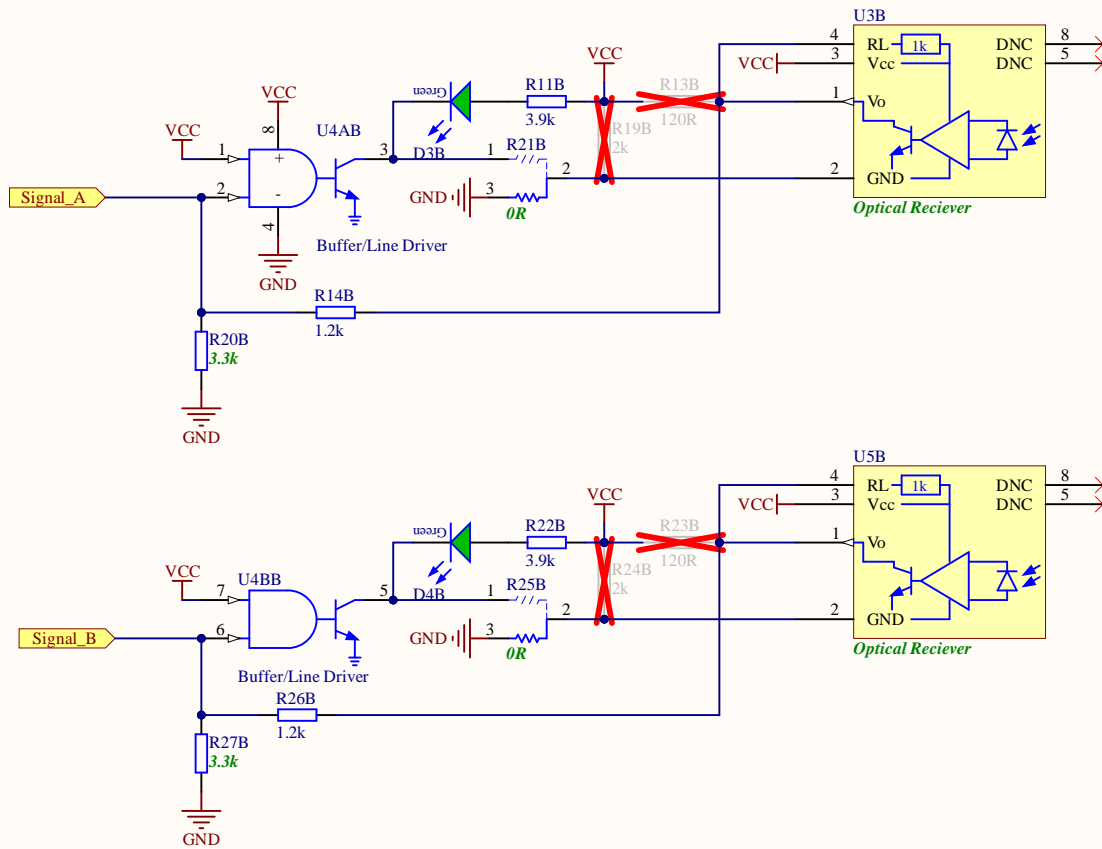 U3B
4
RL
1k
DNC
8
VCC
3
Vcc
DNC
5
VCC
R11B
R13B
Green
1
Vo
3.9k
120R
VCC
8
U4AB
R19B
2k
VCC
1
+
3
D3B
R21B
1
2
2
GND
Signal_A
2
-
GND
3
0R
Optical Reciever
4
Buffer/Line Driver
GND
R14B
1.2k
R20B
3.3k
GND
U5B
4
RL
1k
DNC
8
VCC
3
Vcc
DNC
5
VCC
R22B
R23B
Green
1
Vo
3.9k
120R
R24B
2k
VCC
7
U4BB
5
D4B
R25B
1
2
2
GND
Signal_B
6
GND
3
0R
Optical Reciever
Buffer/Line Driver
R26B
1.2k
R27B
3.3k
GND